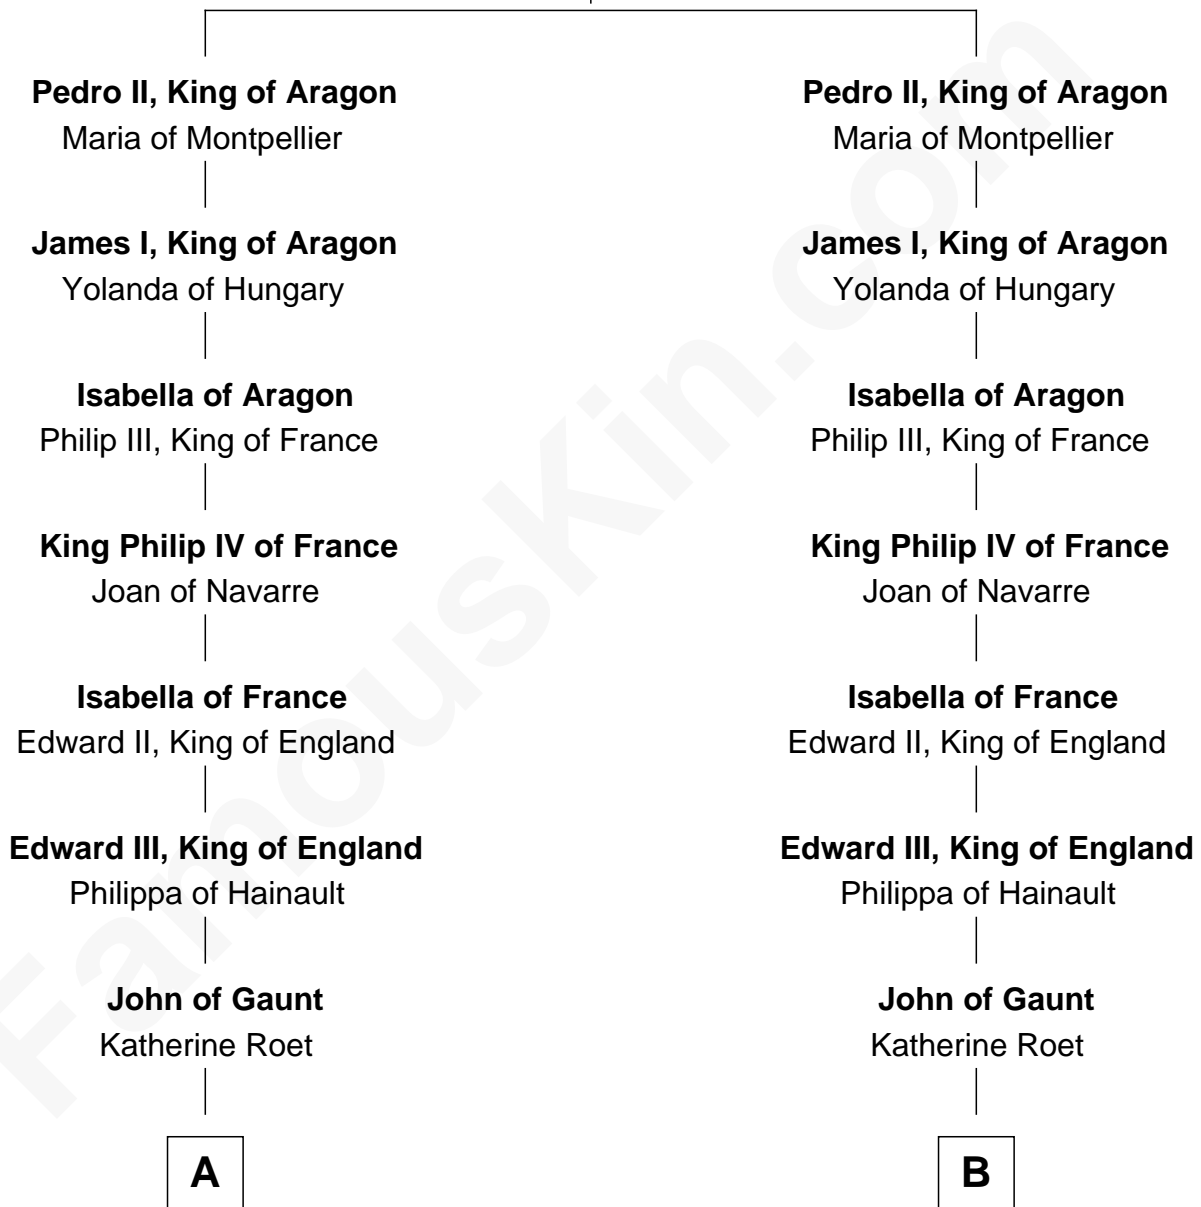 Pedro II, King of Aragon
Maria of Montpellier
James I, King of Aragon
Yolanda of Hungary
Isabella of Aragon
Philip III, King of France
King Philip IV of France
Joan of Navarre
Isabella of France
Edward II, King of England
Edward III, King of England
Philippa of Hainault
John of Gaunt
Katherine Roet
A
Pedro II, King of Aragon
Maria of Montpellier
James I, King of Aragon
Yolanda of Hungary
Isabella of Aragon
Philip III, King of France
King Philip IV of France
Joan of Navarre
Isabella of France
Edward II, King of England
Edward III, King of England
Philippa of Hainault
John of Gaunt
Katherine Roet
B
FamousKin.com